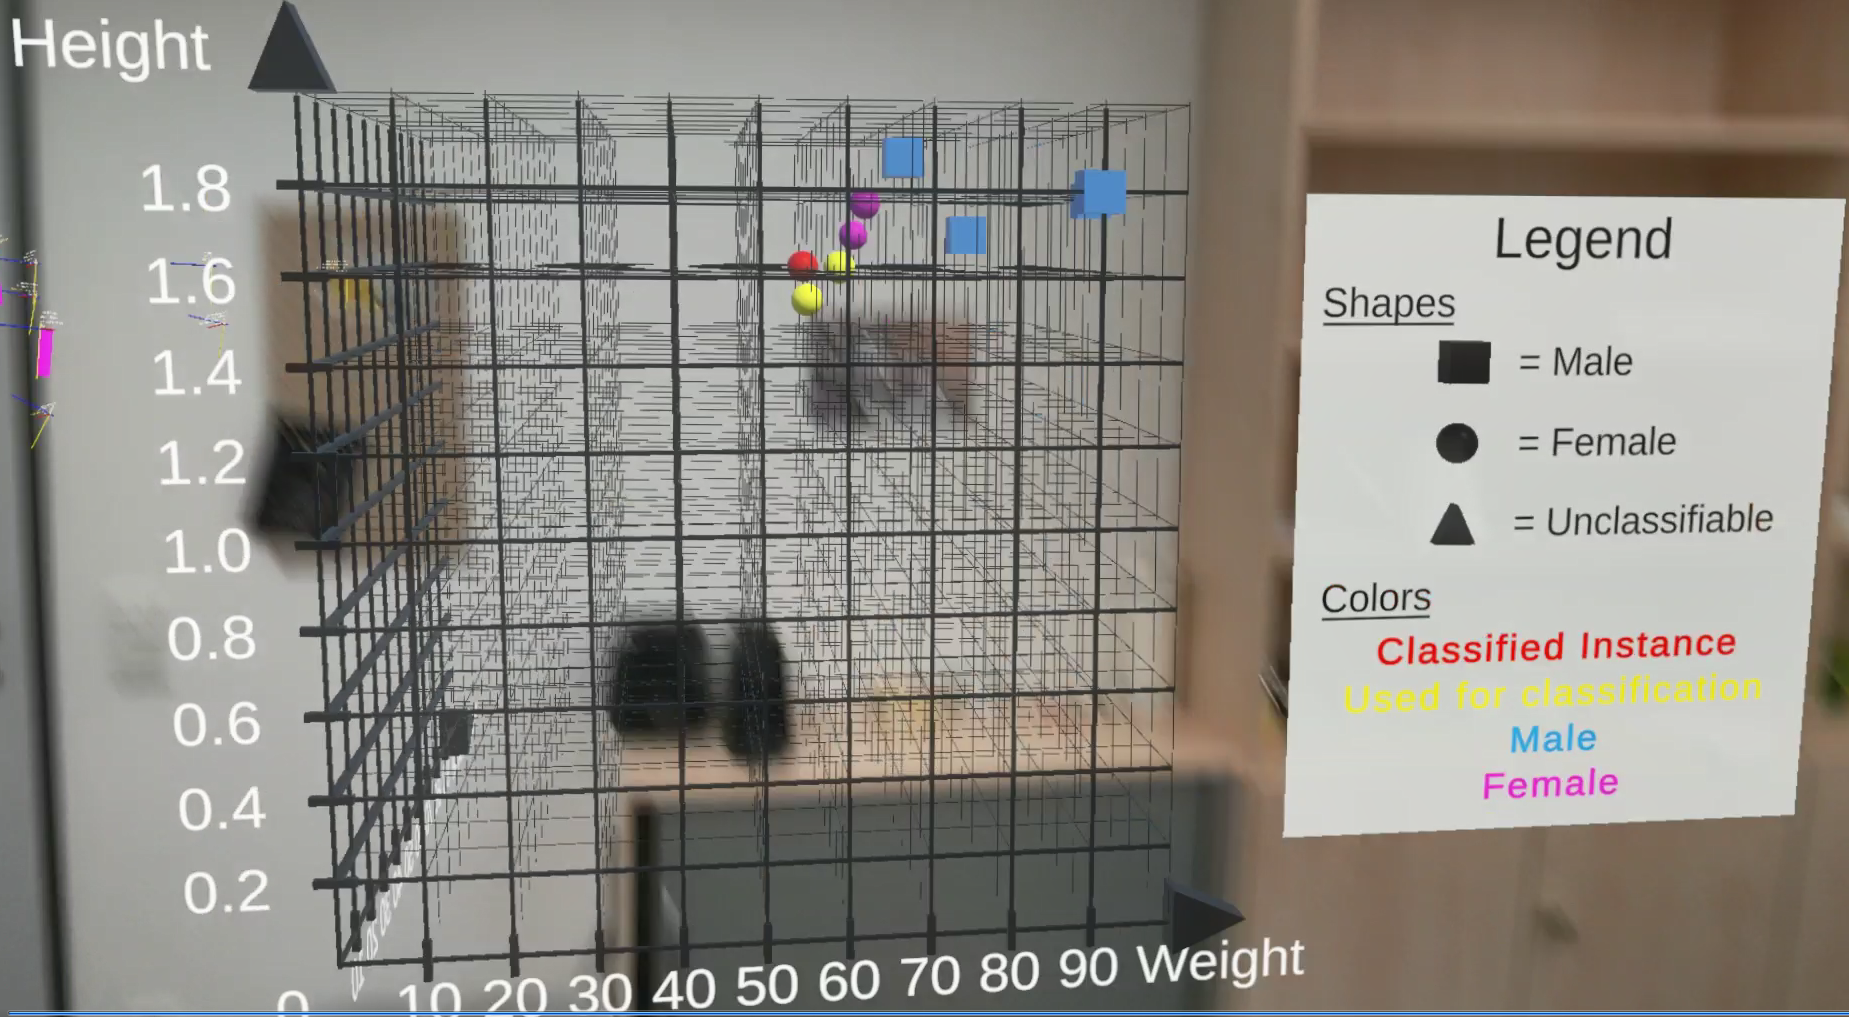 Height
1.8
1.6
1.4
1.2
1.0
0.8
0.6
0.4
0.2
0 10 20 30 40 50 60 70 80 90 Weight
Legend
Shapes
= Male
= Female
= Unclassifiable
Colors
Classified Instance
Used for classification
Male
Female